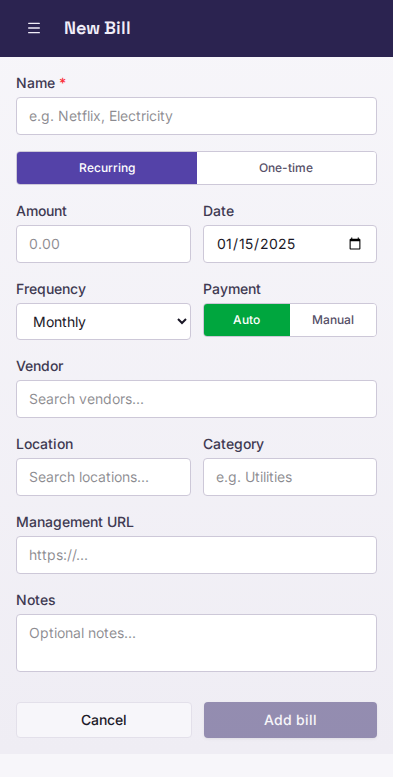 New Bill
Name *
e.g. Netflix, Electricity
Recurring One-time
Amount Date
0.00 01/15/2025
Frequency Payment
Monthly Auto Manual
Vendor
Search vendors...
Location Category
Search locations... e.g. Utilities
Management URL
https://...
Notes
Optional notes...
Cancel Add bill